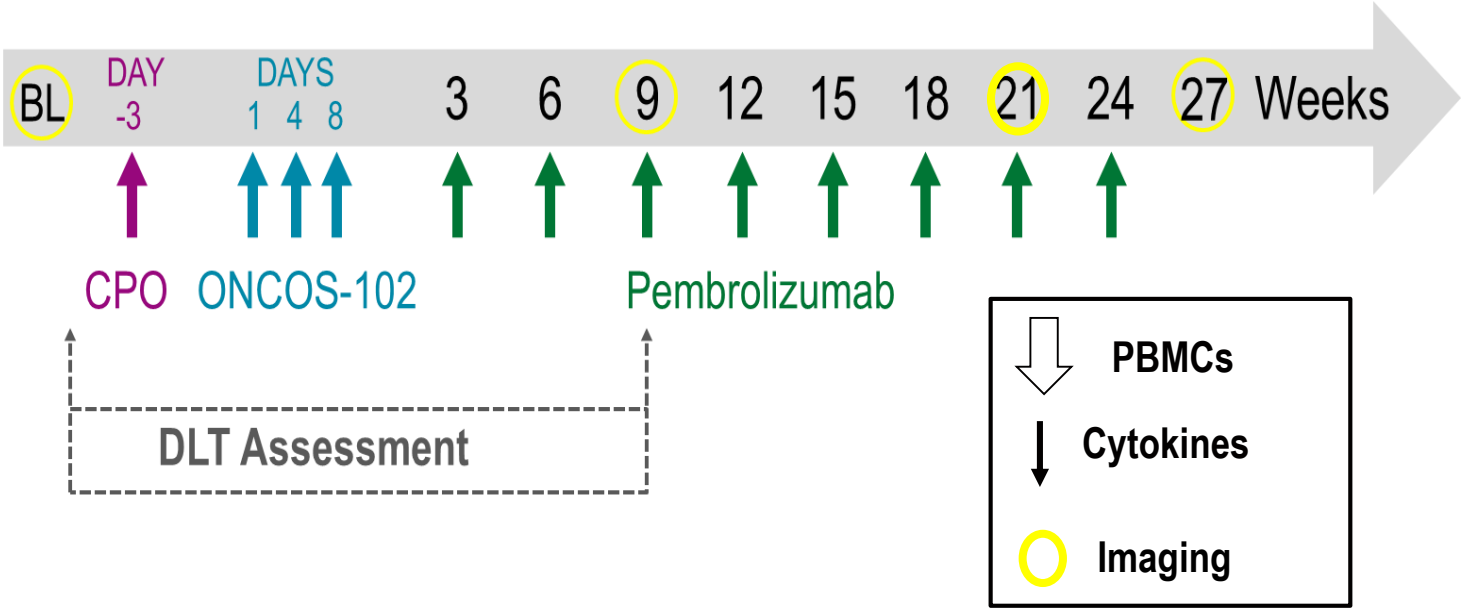 DAY DAYS
BL -3 1 4 8 3 6 9 12 15 18 21 24 27 Weeks
CPO ONCOS-102 Pembrolizumab
PBMCs
DLT Assessment
Cytokines
Imaging